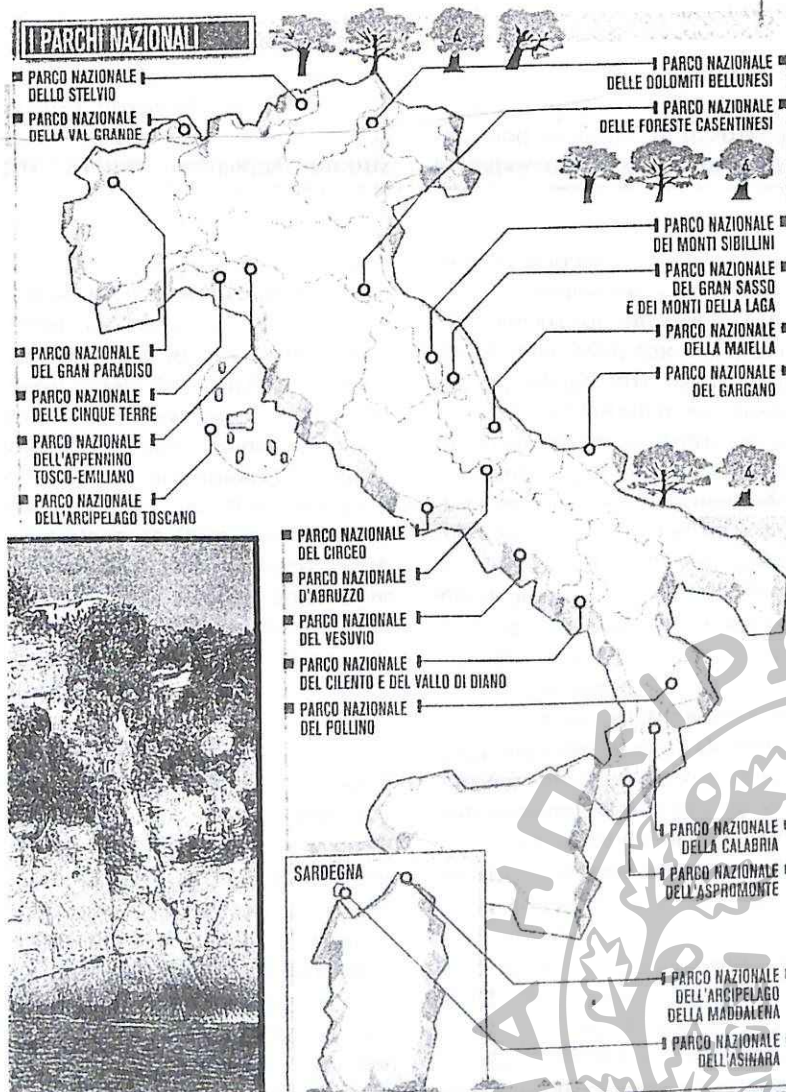 I PARCHI NAZIONALI
PARCO NAZIONALE
DELLO STELVIO
PARCO NAZIONALE
DELLA VAL GRANDE
PARCO NAZIONALE
DELLE DOLOMITI BELLUNESI
PARCO NAZIONALE
DELLE FORESTE CASENTINESI
PARCO NAZIONALE
DEI MONTI SIBILLINI
PARCO NAZIONALE
DEL GRAN SASSO
E DEI MONTI DELLA LAGA
PARCO NAZIONALE
DELLA MAIELLA
PARCO NAZIONALE
DEL GARGANO
PARCO NAZIONALE
DEL GRAN PARADISO
PARCO NAZIONALE
DELLE CINQUE TERRE
PARCO NAZIONALE
DELL'APPENNINO
TOSCO-EMILIANO
PARCO NAZIONALE
DELL'ARCIPELAGO TOSCANO
PARCO NAZIONALE
DEL CIRCEO
PARCO NAZIONALE
D'ABRUZZO
PARCO NAZIONALE
DEL VESUVIO
PARCO NAZIONALE
DEL CILENTO E DEL VALLO DI DIANO
PARCO NAZIONALE
DEL POLLINO
PARCO NAZIONALE
DELLA CALABRIA
PARCO NAZIONALE
DELL'ASPROMONTE
SARDEGNA
PARCO NAZIONALE
DELL'ARCIPELAGO
DELLA MADDALENA
PARCO NAZIONALE
DELL'ASINARA